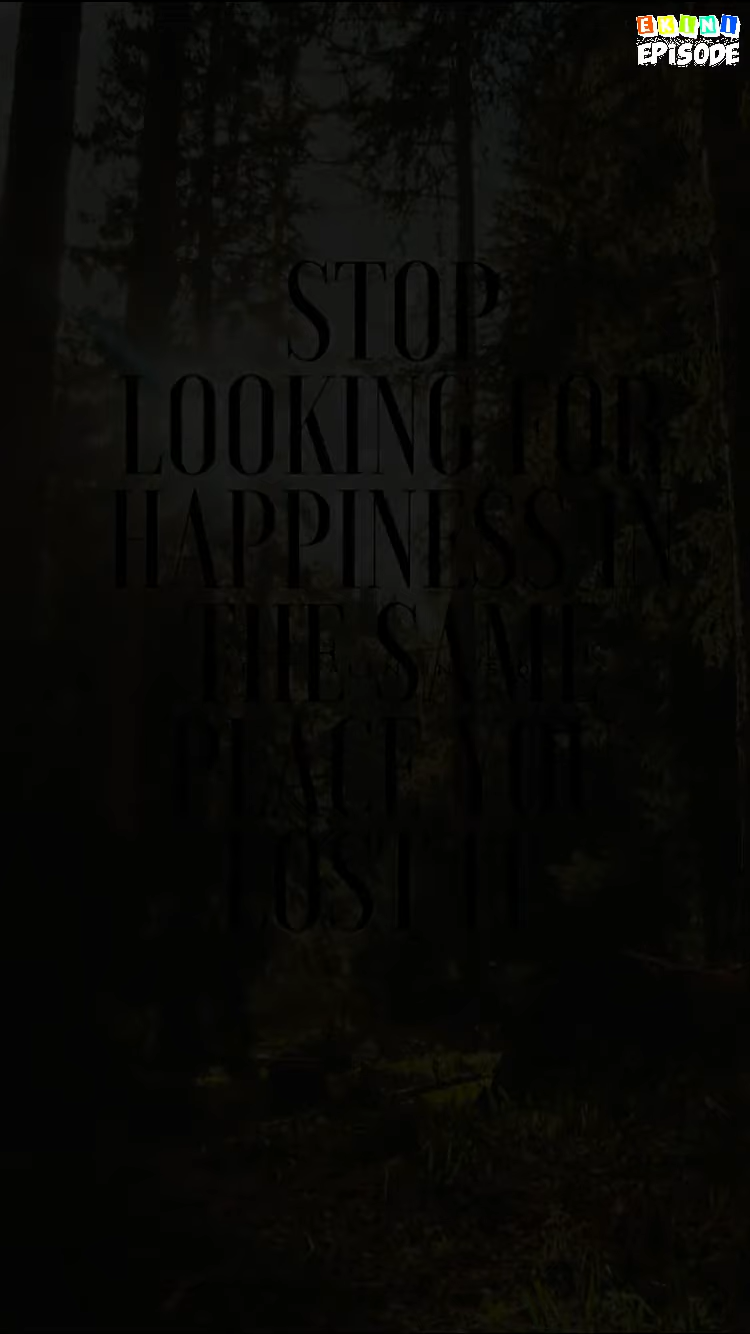 EKINI
EPISODE
STOP
LOOKING FOR
HAPPINESS IN
THE SAME
PLACE YOU
LOST IT